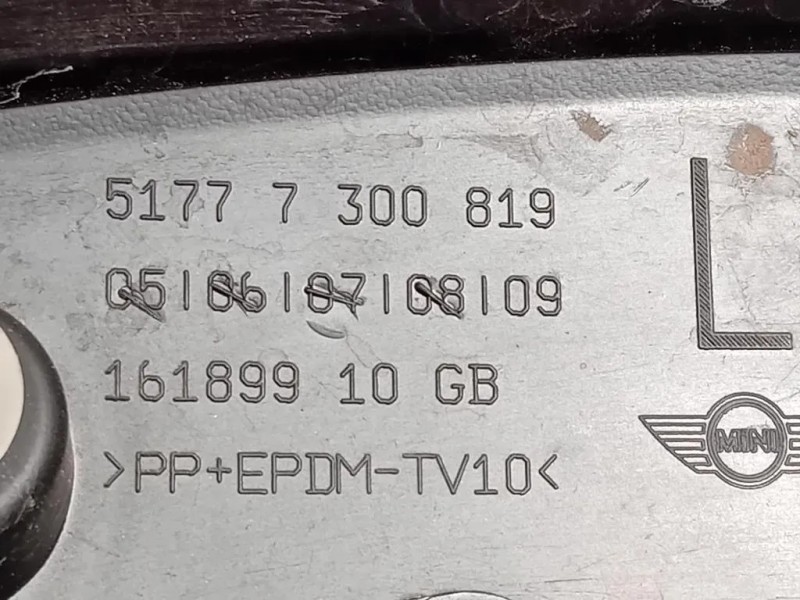 5177 7 300 819
05|06|07|08|09
161899 10 GB
>PP+EPDM-TV10<
L
MINI